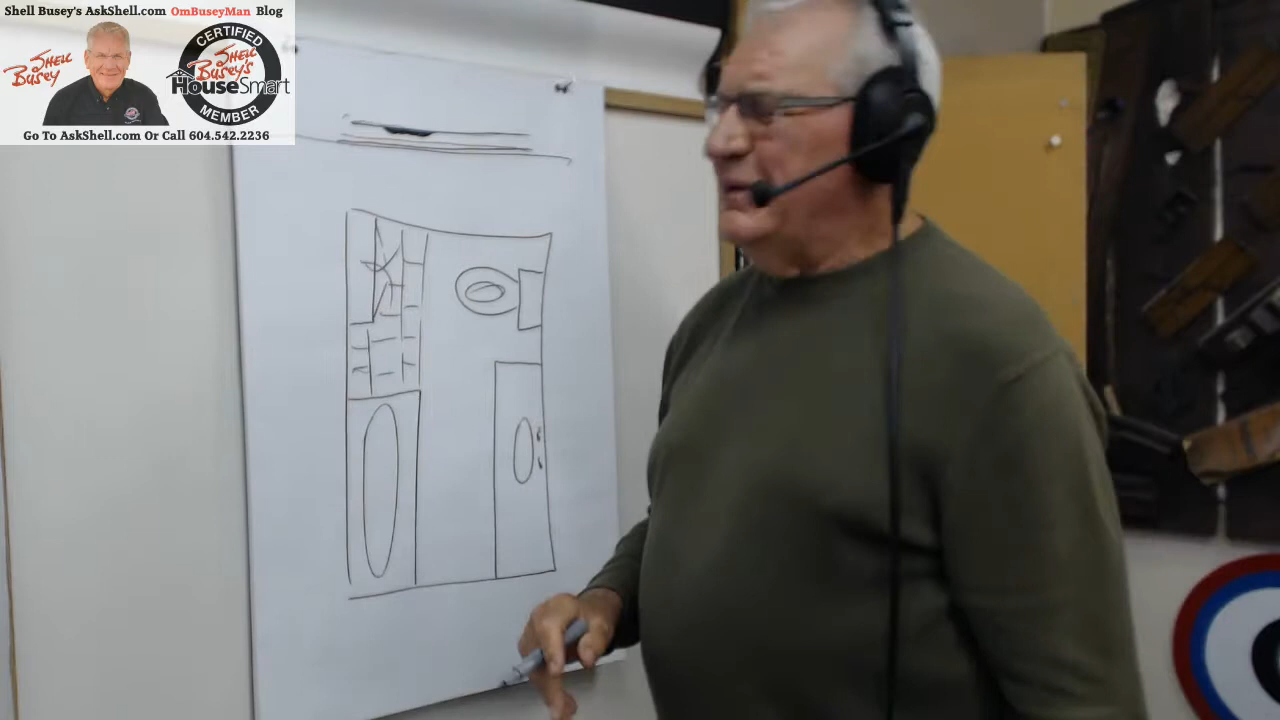 Shell Busey's AskShell.com OmBuseyMan Blog
SHELL
BUSEY
CERTIFIED
SHELL
BUSEY'S
HouseSmart
MEMBER
Go To AskShell.com Or Call 604.542.2236